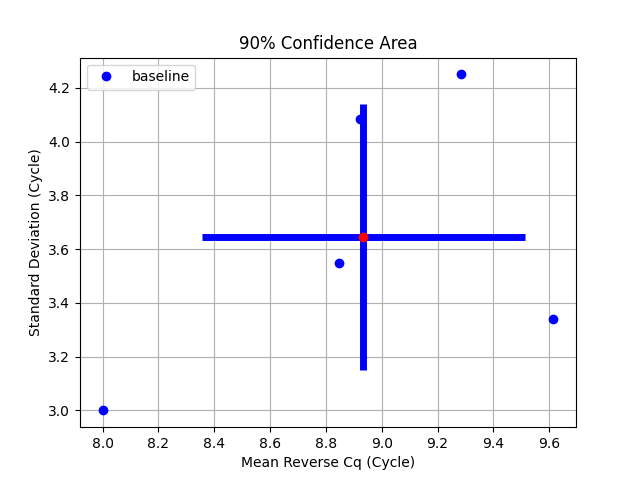 90% Confidence Area
baseline
Standard Deviation (Cycle)
4.2
4.0
3.8
3.6
3.4
3.2
3.0
8.0 8.2 8.4 8.6 8.8 9.0 9.2 9.4 9.6
Mean Reverse Cq (Cycle)